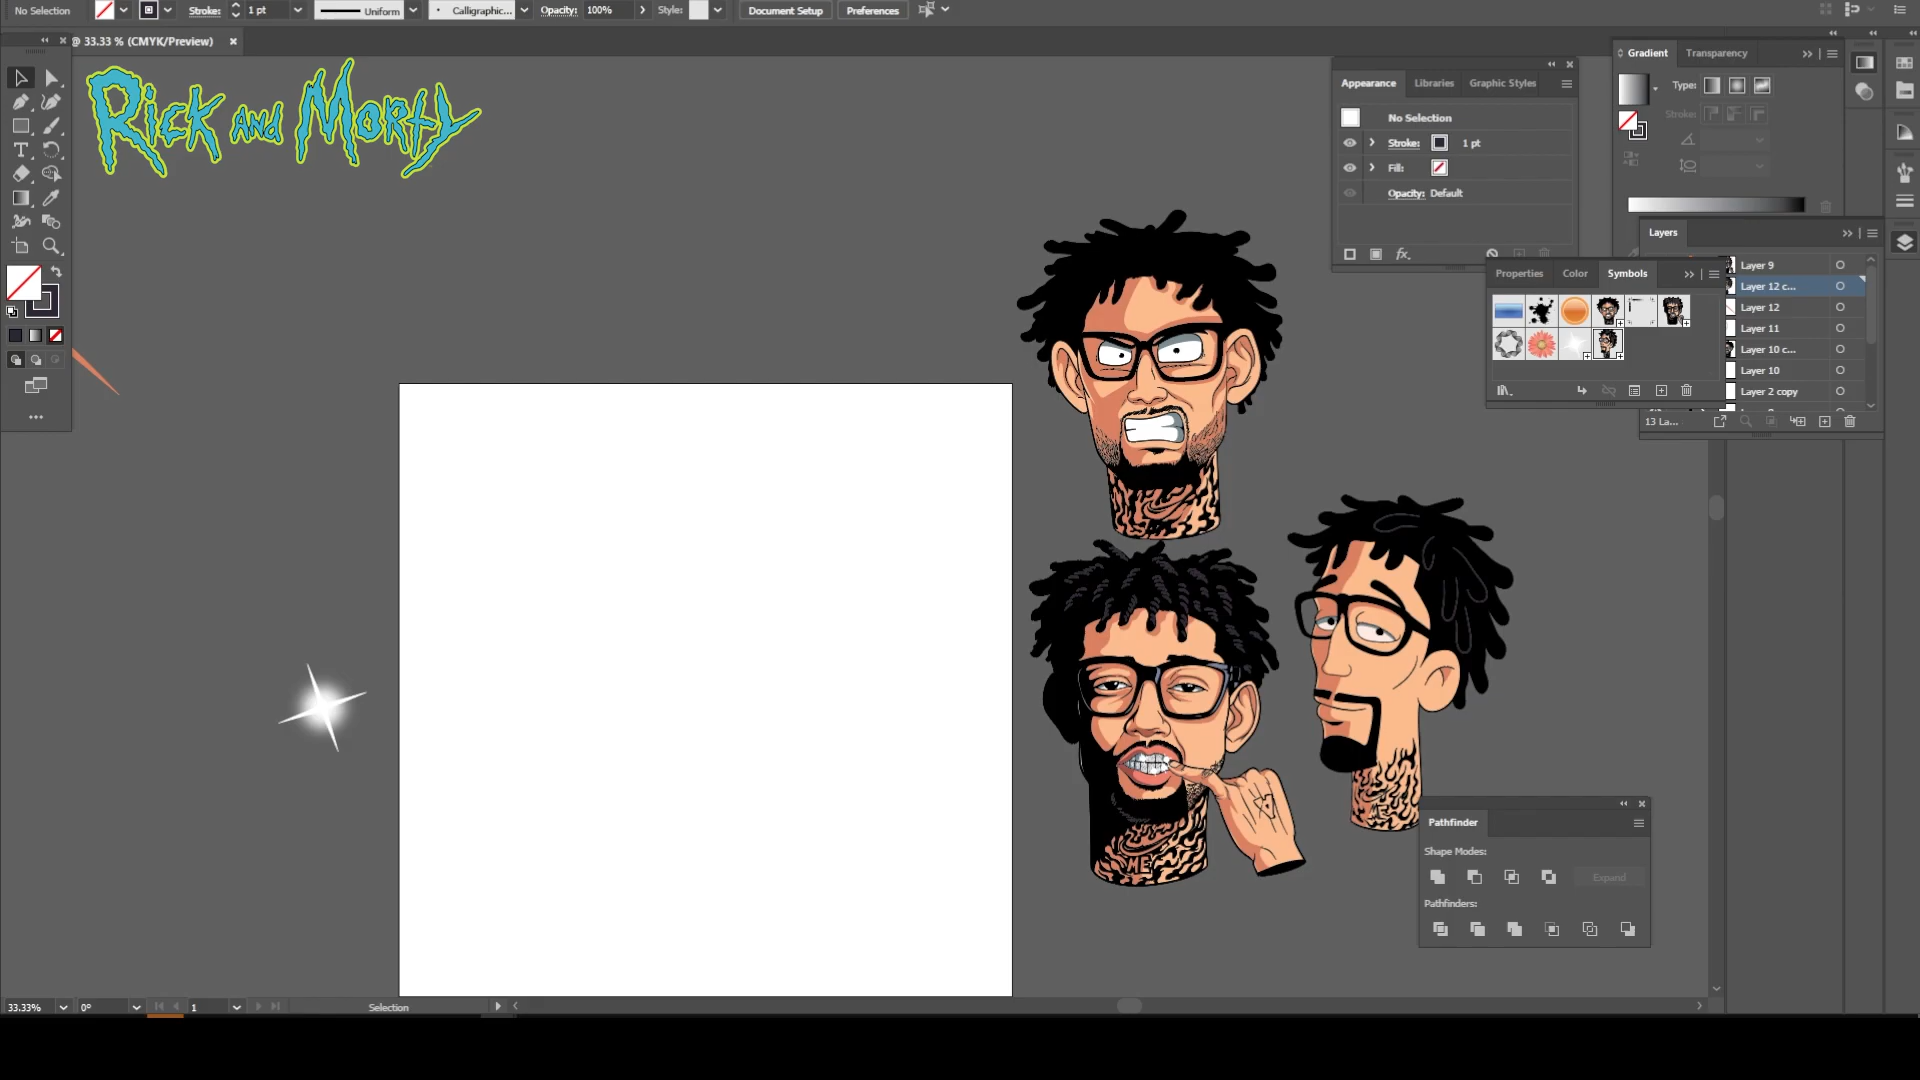 No Selection
Stroke:
1 pt
Uniform
Calligraphic...
Opacity:
100%
Style:
Document Setup
Preferences
@ 33.33 % (CMYK/Preview)
Rick and Morty
Appearance
Libraries
Graphic Styles
No Selection
Stroke:
1 pt
Fill:
Opacity: Default
Gradient
Transparency
Type:
Stroke:
Layers
Layer 9
Layer 12 c...
Layer 12
Layer 11
Layer 10 c...
Layer 10
Layer 2 copy
13 La...
Properties
Color
Symbols
ME
Pathfinder
Shape Modes:
Expand
Pathfinders:
33.33%
0°
1
Selection